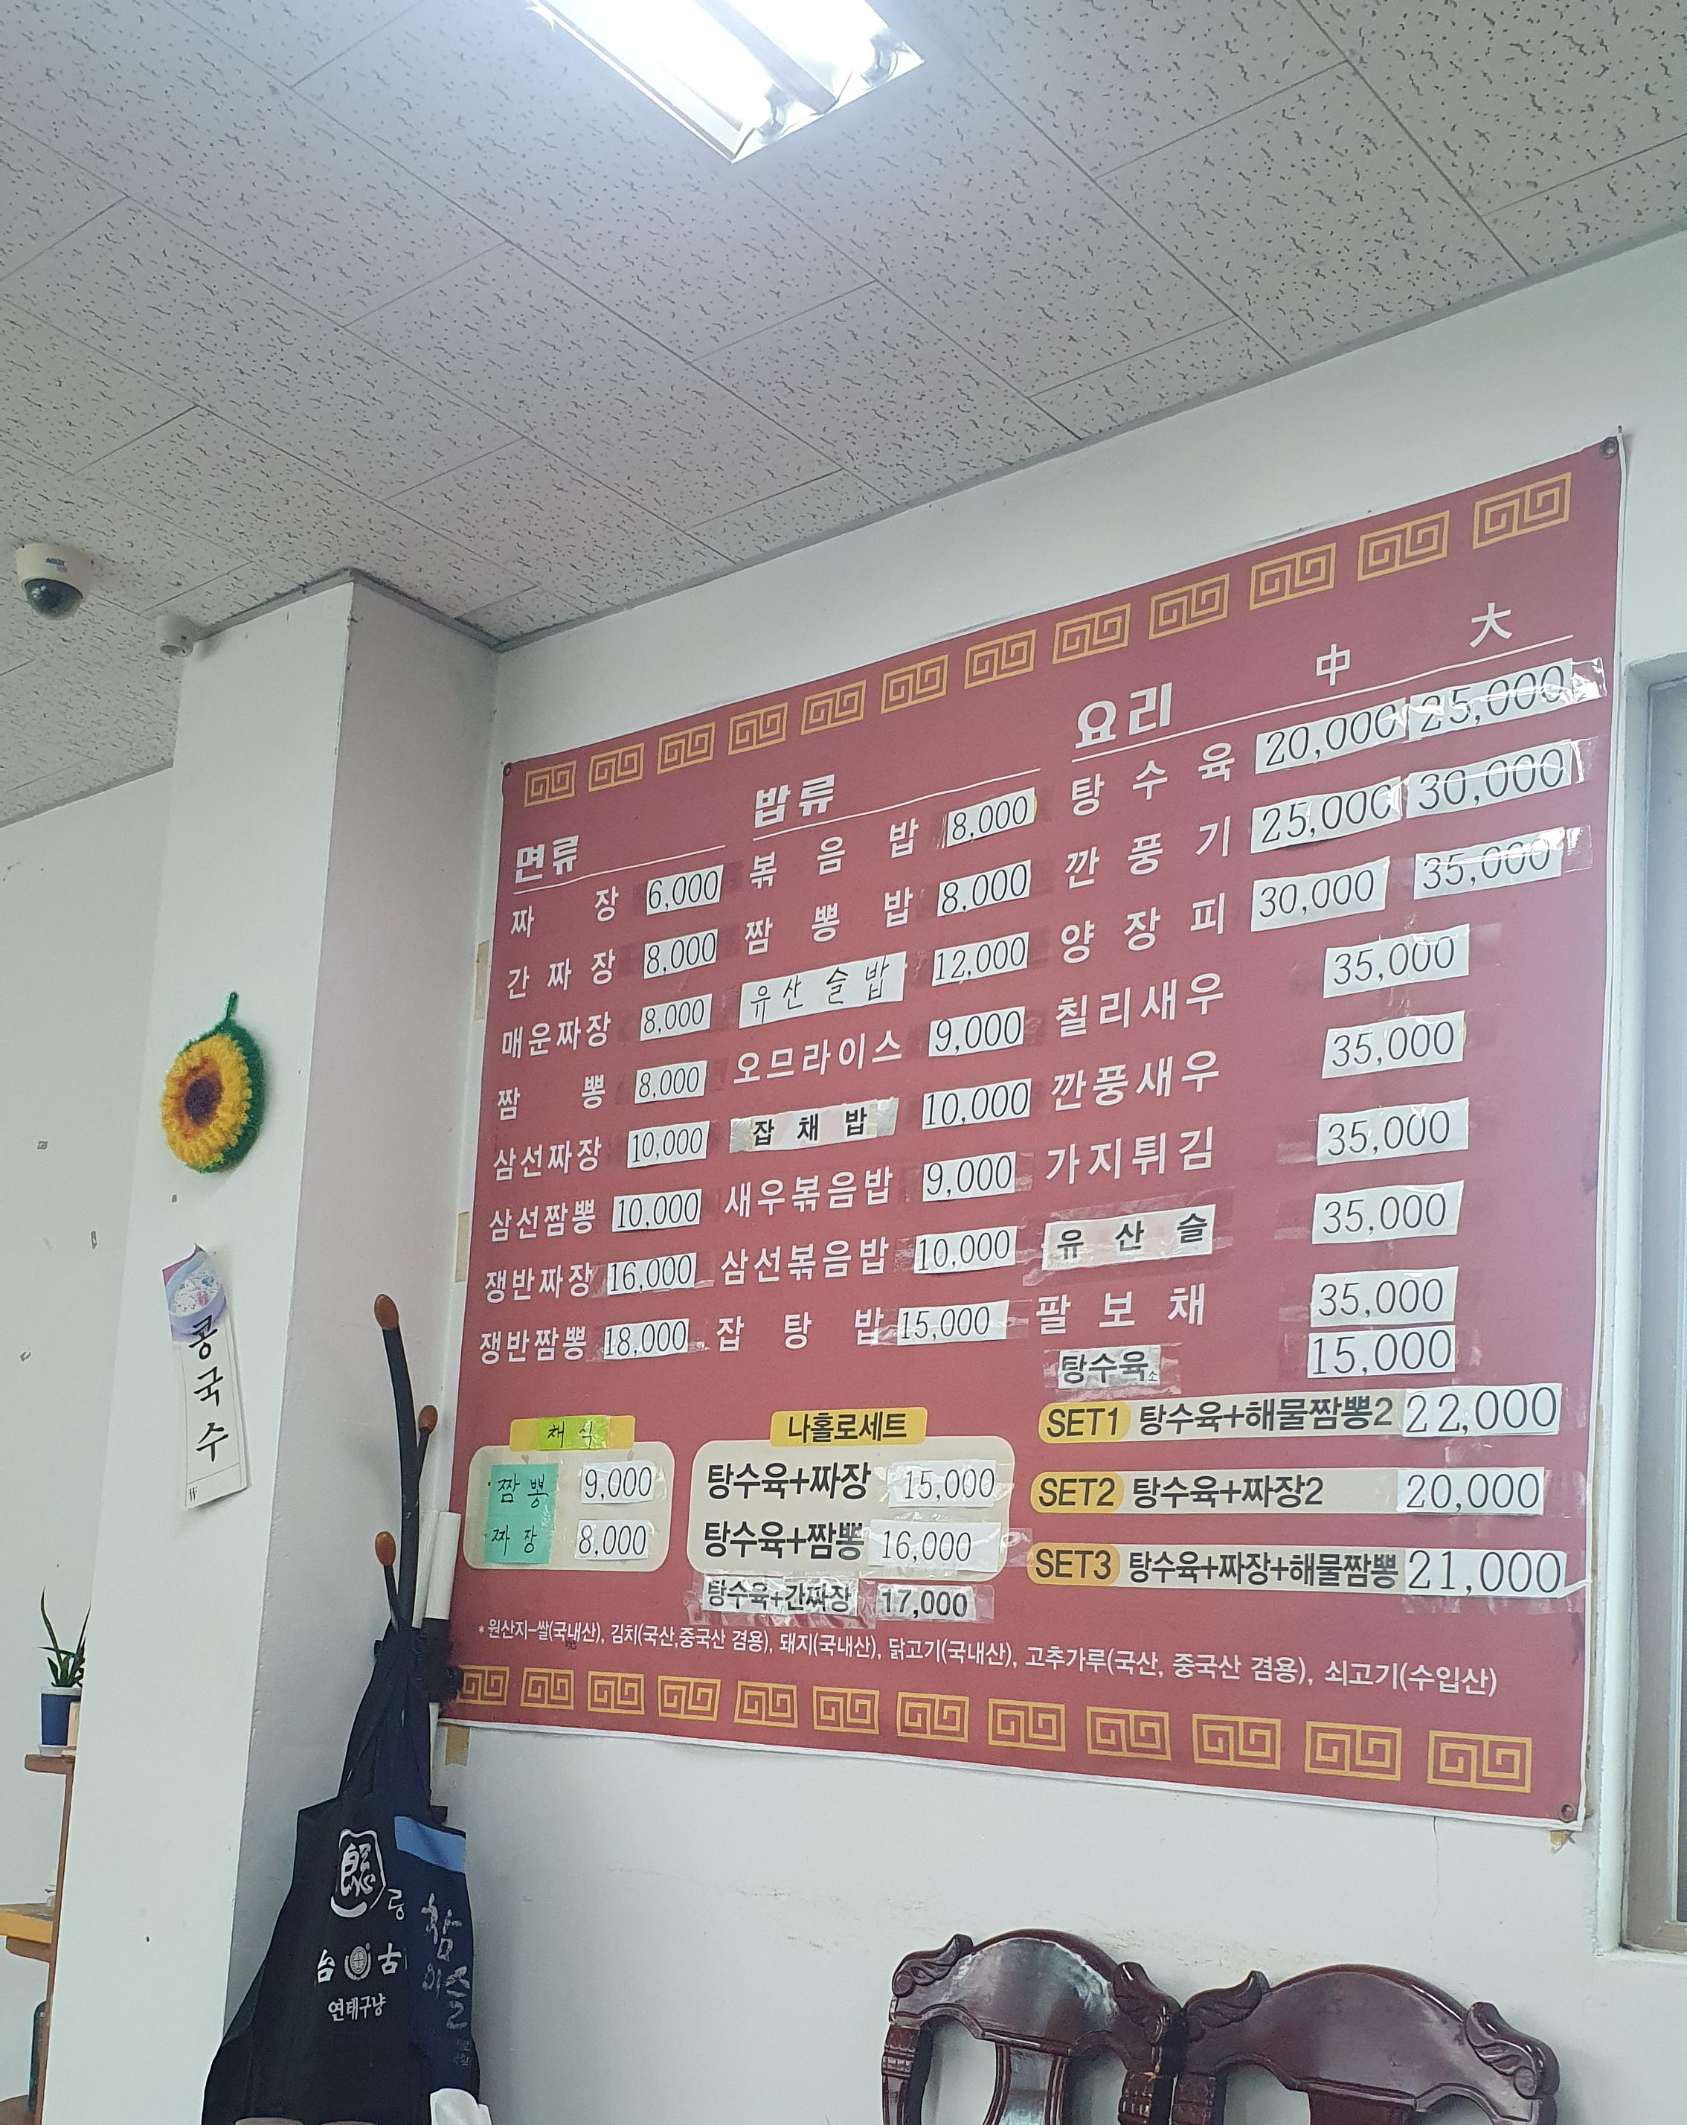 면류
짜장 6,000
간짜장 8,000
매운짜장 8,000
짬뽕 8,000
삼선짜장 10,000
삼선짬뽕 10,000
쟁반짜장 16,000
쟁반짬뽕 18,000
밥류
볶음밥 8,000
짬뽕밥 8,000
유산슬밥 12,000
오므라이스 9,000
잡채밥 10,000
새우볶음밥 9,000
삼선볶음밥 10,000
잡탕밥 15,000
요리 中 大
탕수육 20,000 25,000
깐풍기 25,000 30,000
양장피 30,000 35,000
칠리새우 35,000
깐풍새우 35,000
가지튀김 35,000
유산슬 35,000
팔보채 35,000
탕수육소 15,000
채식
짬뽕 9,000
짜장 8,000
나홀로세트
탕수육+짜장 15,000
탕수육+짬뽕 16,000
탕수육+간짜장 17,000
SET1 탕수육+해물짬뽕2 22,000
SET2 탕수육+짜장2 20,000
SET3 탕수육+짜장+해물짬뽕 21,000
* 원산지-쌀(국내산), 김치(국산,중국산 겸용), 돼지(국내산), 닭고기(국내산), 고추가루(국산, 중국산 겸용), 쇠고기(수입산)
콩국수
W
연태구냥
참이슬